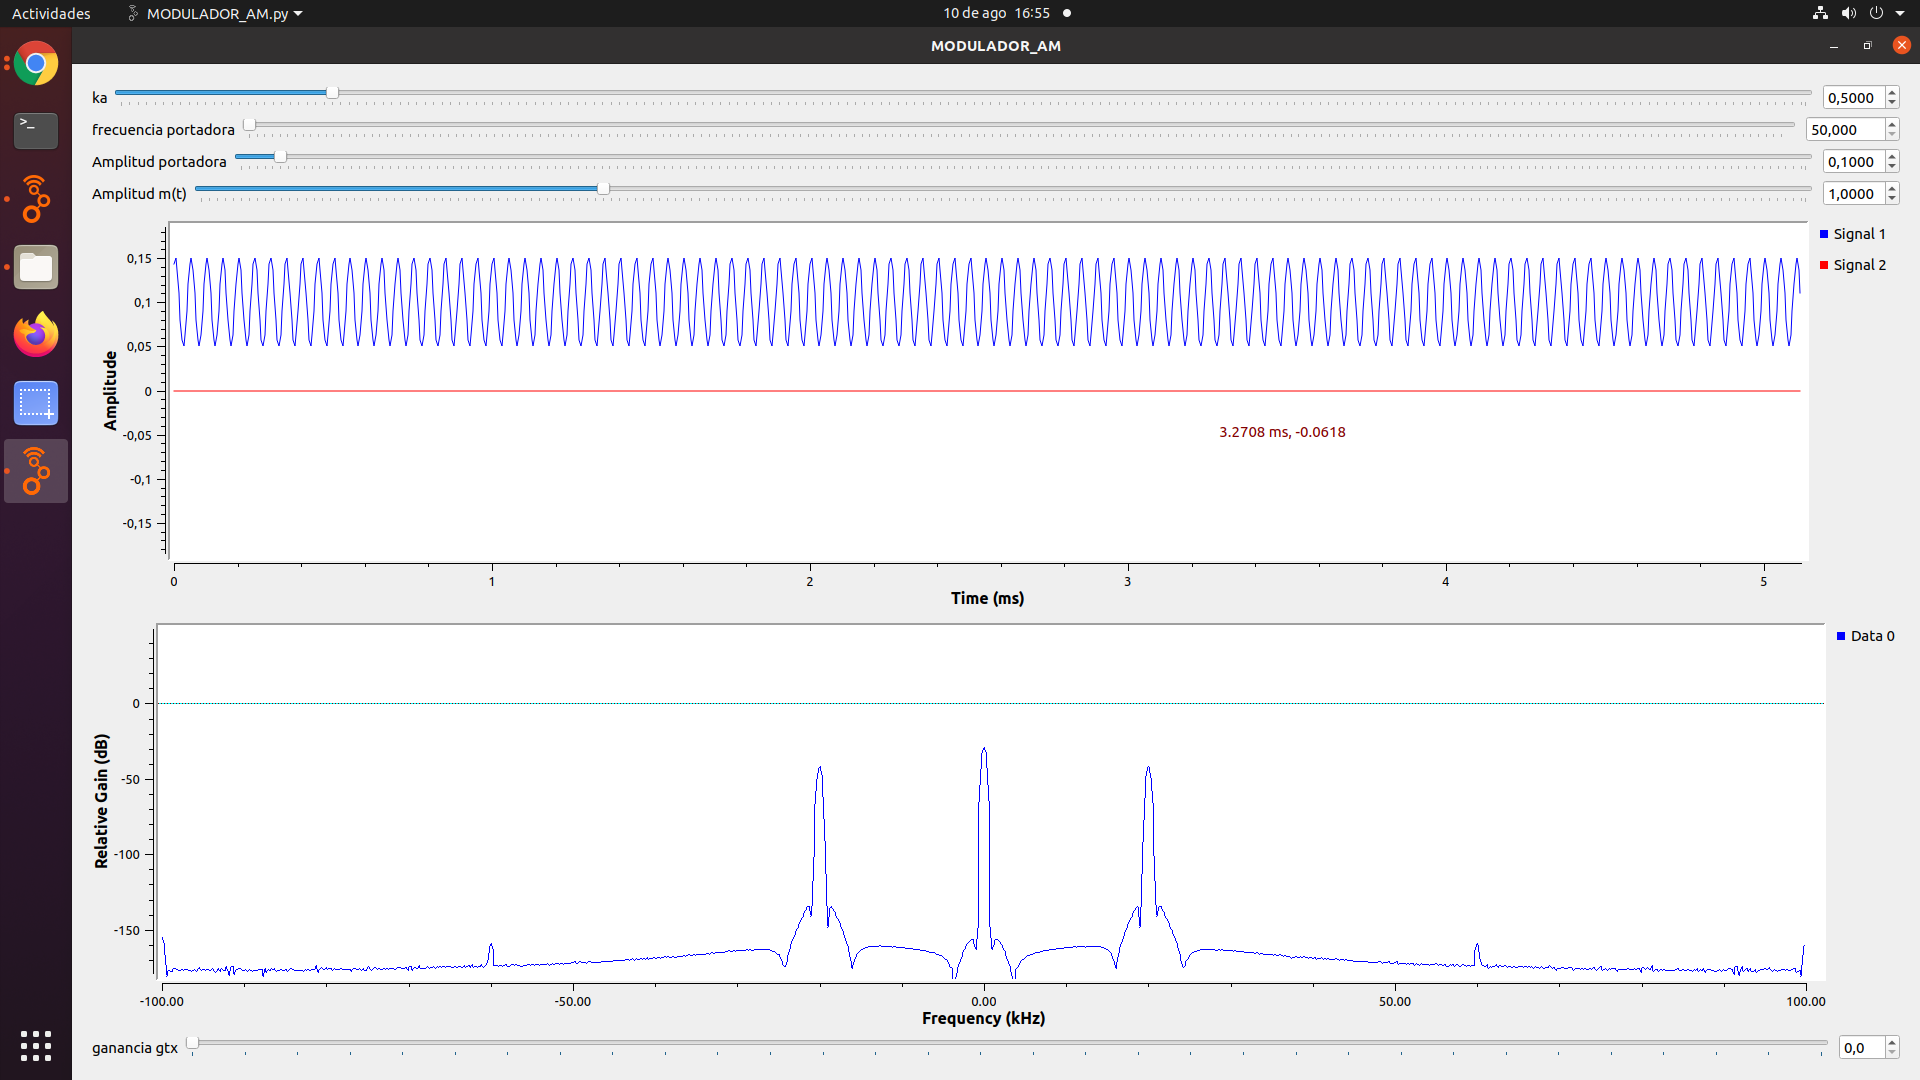 Actividades MODULADOR_AM.py 10 de ago 16:55
MODULADOR_AM
ka 0,5000
frecuencia portadora 50,000
Amplitud portadora 0,1000
Amplitud m(t) 1,0000
Signal 1
Signal 2
Amplitude
0,15
0,1
0,05
0
-0,05
-0,1
-0,15
3.2708 ms, -0.0618
0 1 2 3 4 5
Time (ms)
Data 0
Relative Gain (dB)
0
-50
-100
-150
-100.00 -50.00 0.00 50.00 100.00
Frequency (kHz)
ganancia gtx 0,0